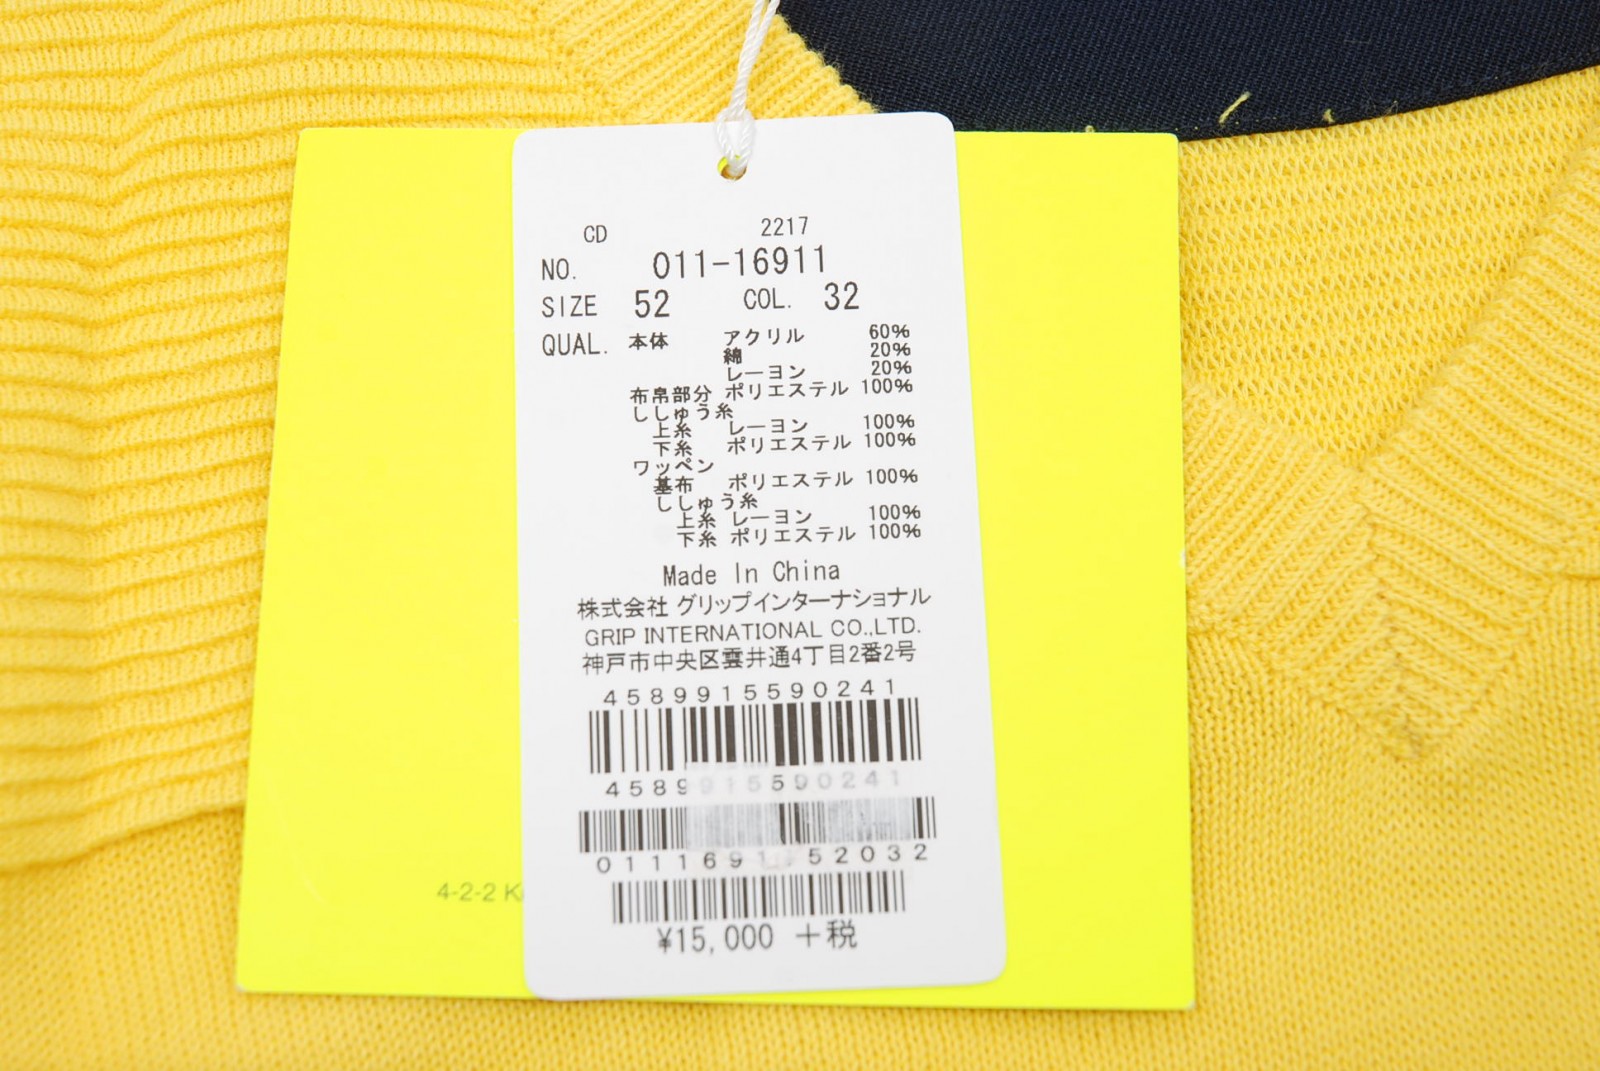 CD 2217
NO. 011-16911
SIZE 52 COL. 32
QUAL. 本体 アクリル 60%
綿 20%
レーヨン 20%
布帛部分 ポリエステル 100%
ししゅう糸
上糸 レーヨン 100%
下糸 ポリエステル 100%
ワッペン
基布 ポリエステル 100%
ししゅう糸
上糸 レーヨン 100%
下糸 ポリエステル 100%
Made In China
株式会社 グリップインターナショナル
GRIP INTERNATIONAL CO.,LTD.
神戸市中央区雲井通4丁目2番2号
4589915590241
4589915590241
¥15,000 +税
4-2-2